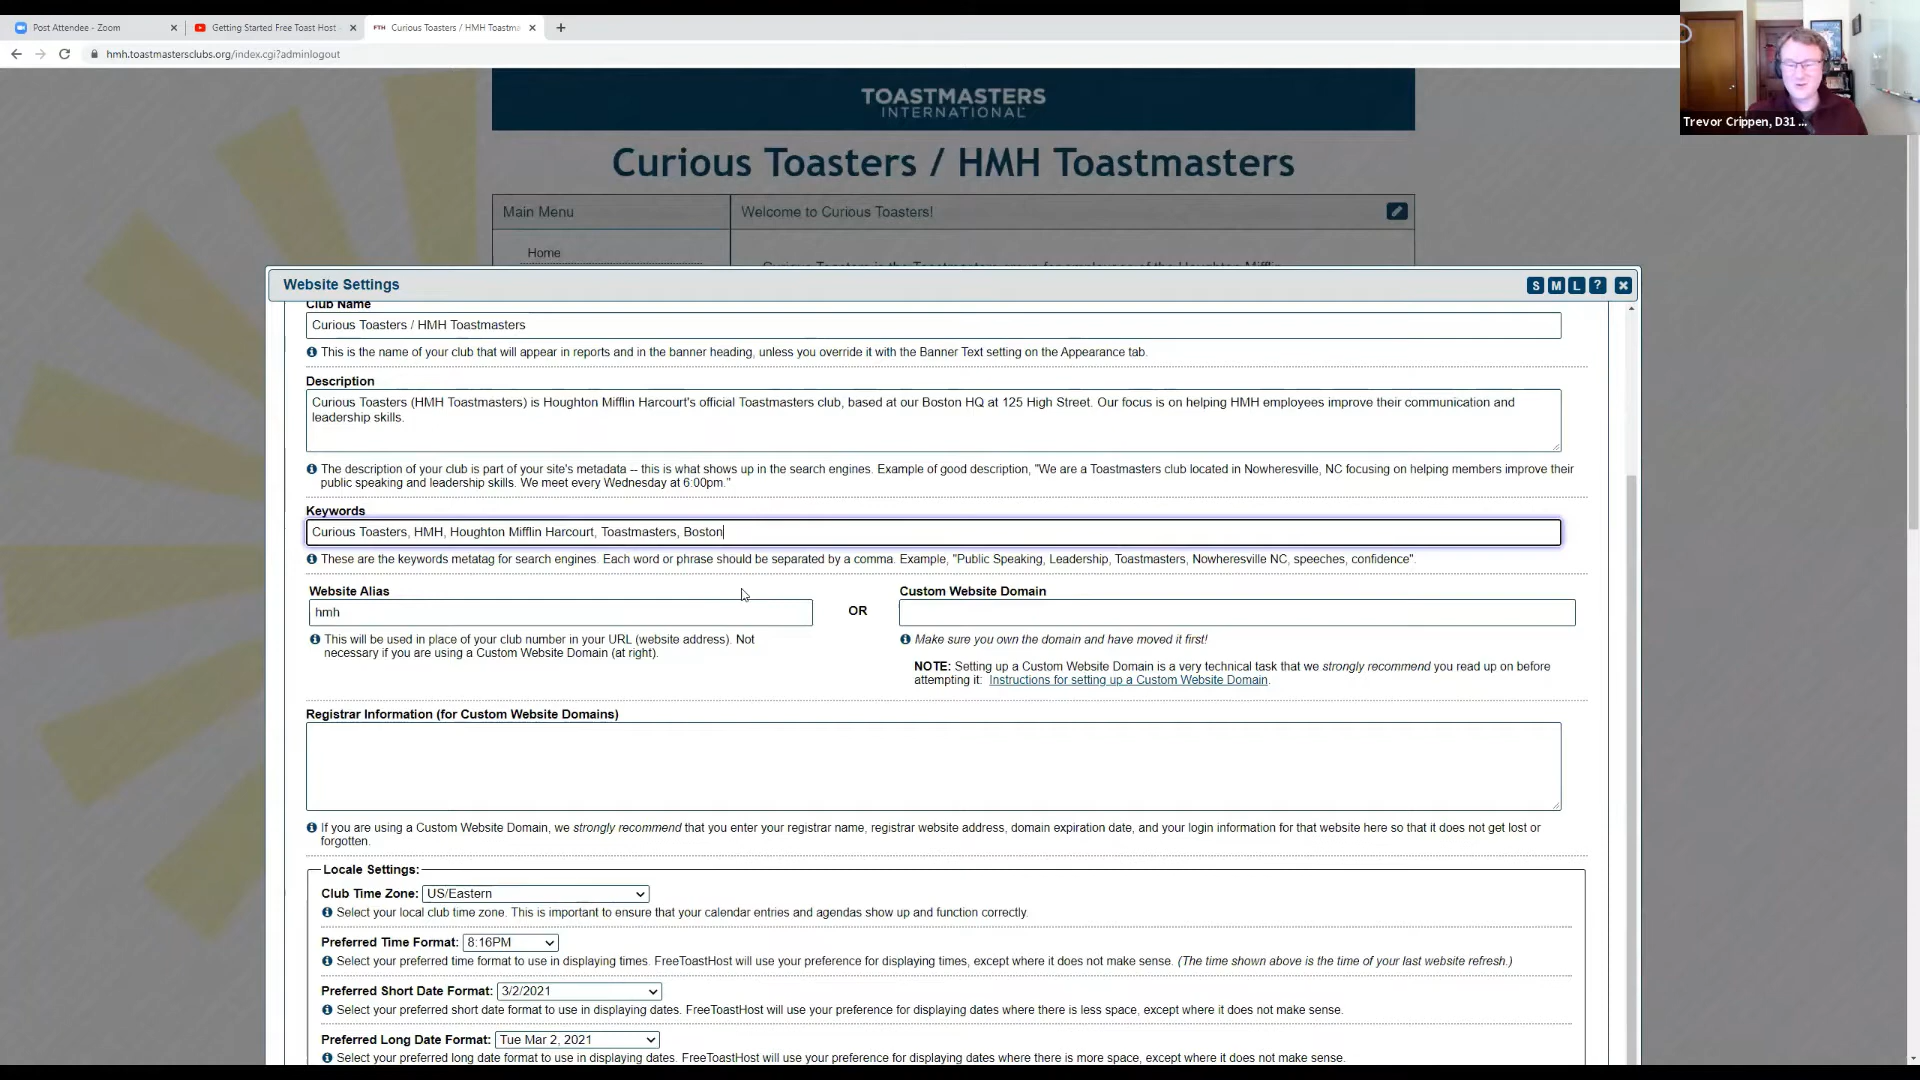 Post Attendee - Zoom
Getting Started Free Toast Host
FTH Curious Toasters / HMH Toastma
hmh.toastmastersclubs.org/index.cgi?adminlogout
Trevor Crippen, D31 ...
TOASTMASTERS
INTERNATIONAL
Curious Toasters / HMH Toastmasters
Main Menu
Welcome to Curious Toasters!
Home
Website Settings
S M L ?
Club Name
Curious Toasters / HMH Toastmasters
This is the name of your club that will appear in reports and in the banner heading, unless you override it with the Banner Text setting on the Appearance tab.
Description
Curious Toasters (HMH Toastmasters) is Houghton Mifflin Harcourt's official Toastmasters club, based at our Boston HQ at 125 High Street. Our focus is on helping HMH employees improve their communication and
leadership skills.
The description of your club is part of your site's metadata -- this is what shows up in the search engines. Example of good description, "We are a Toastmasters club located in Nowheresville, NC focusing on helping members improve their
public speaking and leadership skills. We meet every Wednesday at 6:00pm."
Keywords
Curious Toasters, HMH, Houghton Mifflin Harcourt, Toastmasters, Boston
These are the keywords metatag for search engines. Each word or phrase should be separated by a comma. Example, "Public Speaking, Leadership, Toastmasters, Nowheresville NC, speeches, confidence".
Website Alias
hmh
This will be used in place of your club number in your URL (website address). Not
necessary if you are using a Custom Website Domain (at right).
OR
Custom Website Domain
Make sure you own the domain and have moved it first!
NOTE: Setting up a Custom Website Domain is a very technical task that we strongly recommend you read up on before
attempting it: Instructions for setting up a Custom Website Domain.
Registrar Information (for Custom Website Domains)
If you are using a Custom Website Domain, we strongly recommend that you enter your registrar name, registrar website address, domain expiration date, and your login information for that website here so that it does not get lost or
forgotten.
Locale Settings:
Club Time Zone: US/Eastern
Select your local club time zone. This is important to ensure that your calendar entries and agendas show up and function correctly.
Preferred Time Format: 8:16PM
Select your preferred time format to use in displaying times. FreeToastHost will use your preference for displaying times, except where it does not make sense. (The time shown above is the time of your last website refresh.)
Preferred Short Date Format: 3/2/2021
Select your preferred short date format to use in displaying dates. FreeToastHost will use your preference for displaying dates where there is less space, except where it does not make sense.
Preferred Long Date Format: Tue Mar 2, 2021
Select your preferred long date format to use in displaying dates. FreeToastHost will use your preference for displaying dates where there is more space, except where it does not make sense.